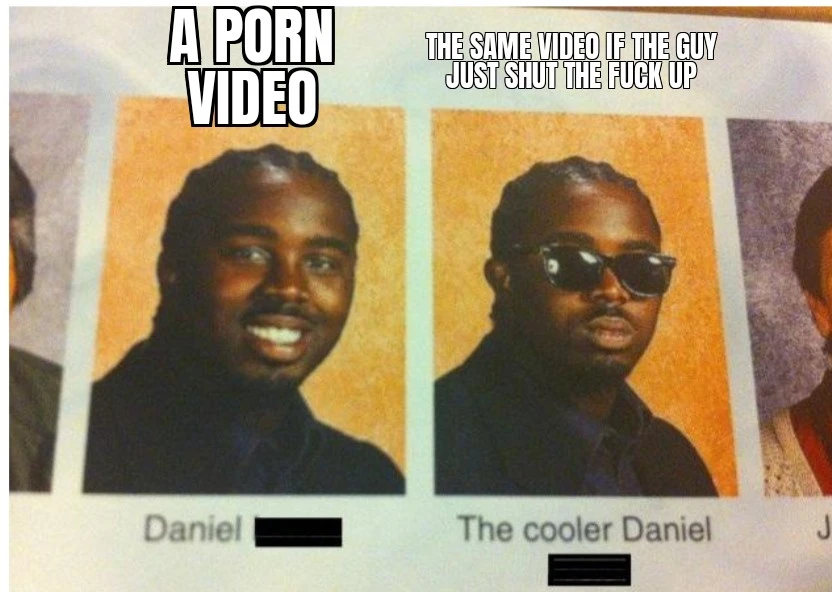 A PORN
VIDEO
THE SAME VIDEO IF THE GUY
JUST SHUT THE FUCK UP
Daniel
The cooler Daniel
J